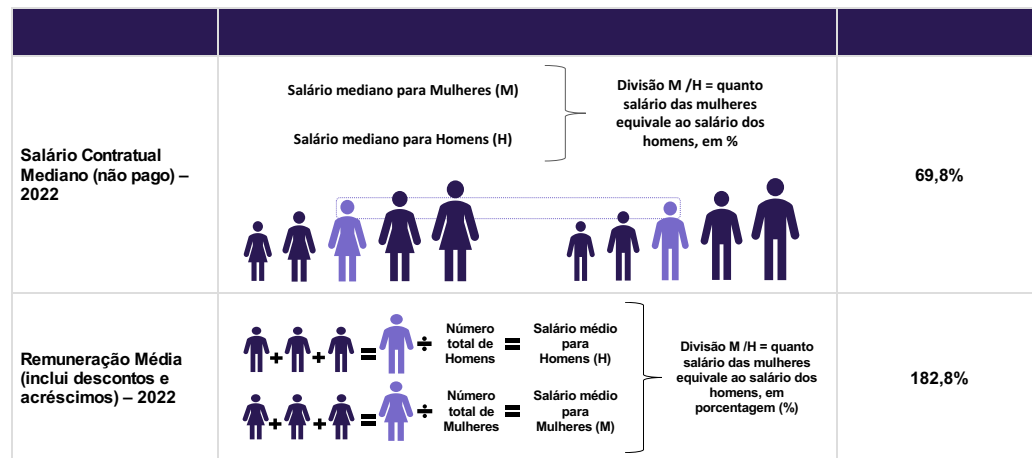 Salário Contratual
Mediano (não pago) –
2022
Salário mediano para Mulheres (M)
Salário mediano para Homens (H)
Divisão M /H = quanto
salário das mulheres
equivale ao salário dos
homens, em %
69,8%
Remuneração Média
(inclui descontos e
acréscimos) – 2022
+ + = ÷
Número
total de
Homens
=
Salário médio
para
Homens (H)
+ + = ÷
Número
total de
Mulheres
=
Salário médio
para
Mulheres (M)
Divisão M /H = quanto
salário das mulheres
equivale ao salário dos
homens, em
porcentagem (%)
182,8%